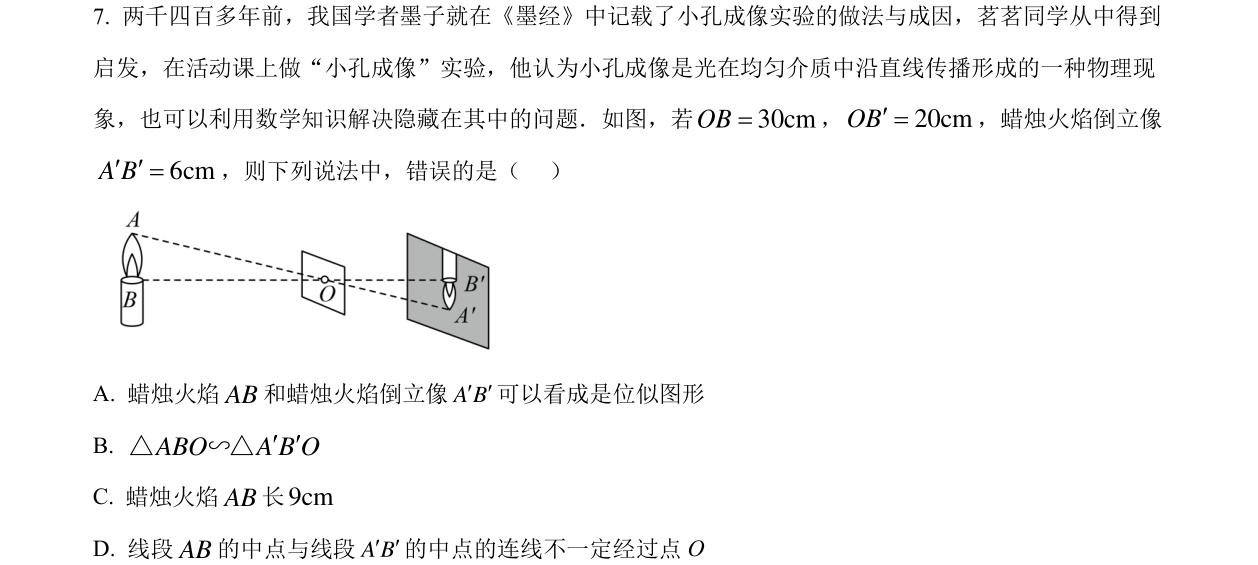 7. 两千四百多年前，我国学者墨子就在《墨经》中记载了小孔成像实验的做法与成因，茗茗同学从中得到
启发，在活动课上做“小孔成像”实验，他认为小孔成像是光在均匀介质中沿直线传播形成的一种物理现
象，也可以利用数学知识解决隐藏在其中的问题．如图，若OB = 30cm，OB′ = 20cm，蜡烛火焰倒立像
A′B′ = 6cm，则下列说法中，错误的是（　）
A
B
O
B′
A′
A. 蜡烛火焰 AB 和蜡烛火焰倒立像 A′B′ 可以看成是位似图形
B. △ABO∽△A′B′O
C. 蜡烛火焰 AB 长 9cm
D. 线段 AB 的中点与线段 A′B′ 的中点的连线不一定经过点 O